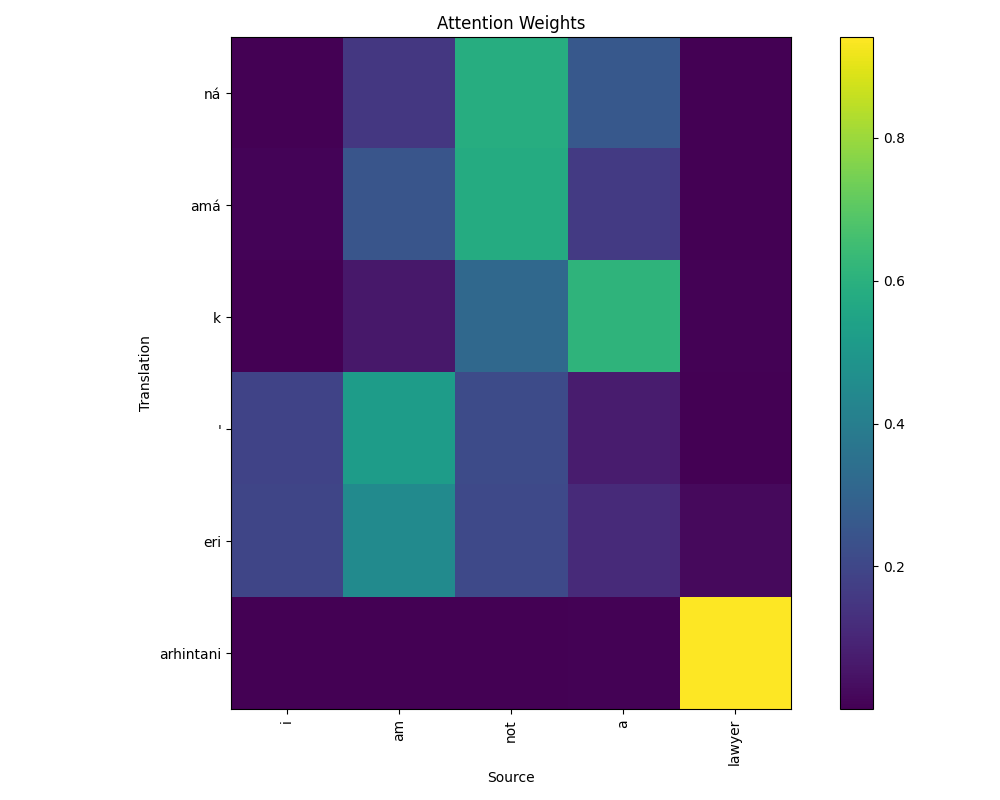 Attention Weights
ná
amá
k
'
eri
arhintani
Translation
i
am
not
a
lawyer
Source
0.8
0.6
0.4
0.2